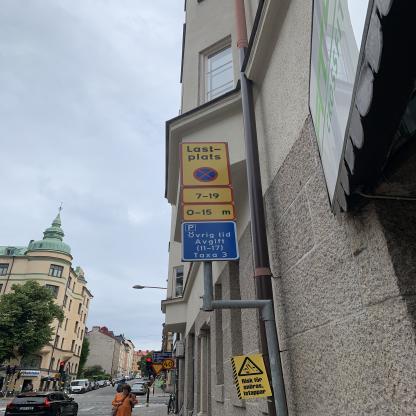 Last-
plats
7-19
0-15 m
P
Övrig tid
Avgift
(11-17)
Taxa 3
Risk för
snöras,
istappar